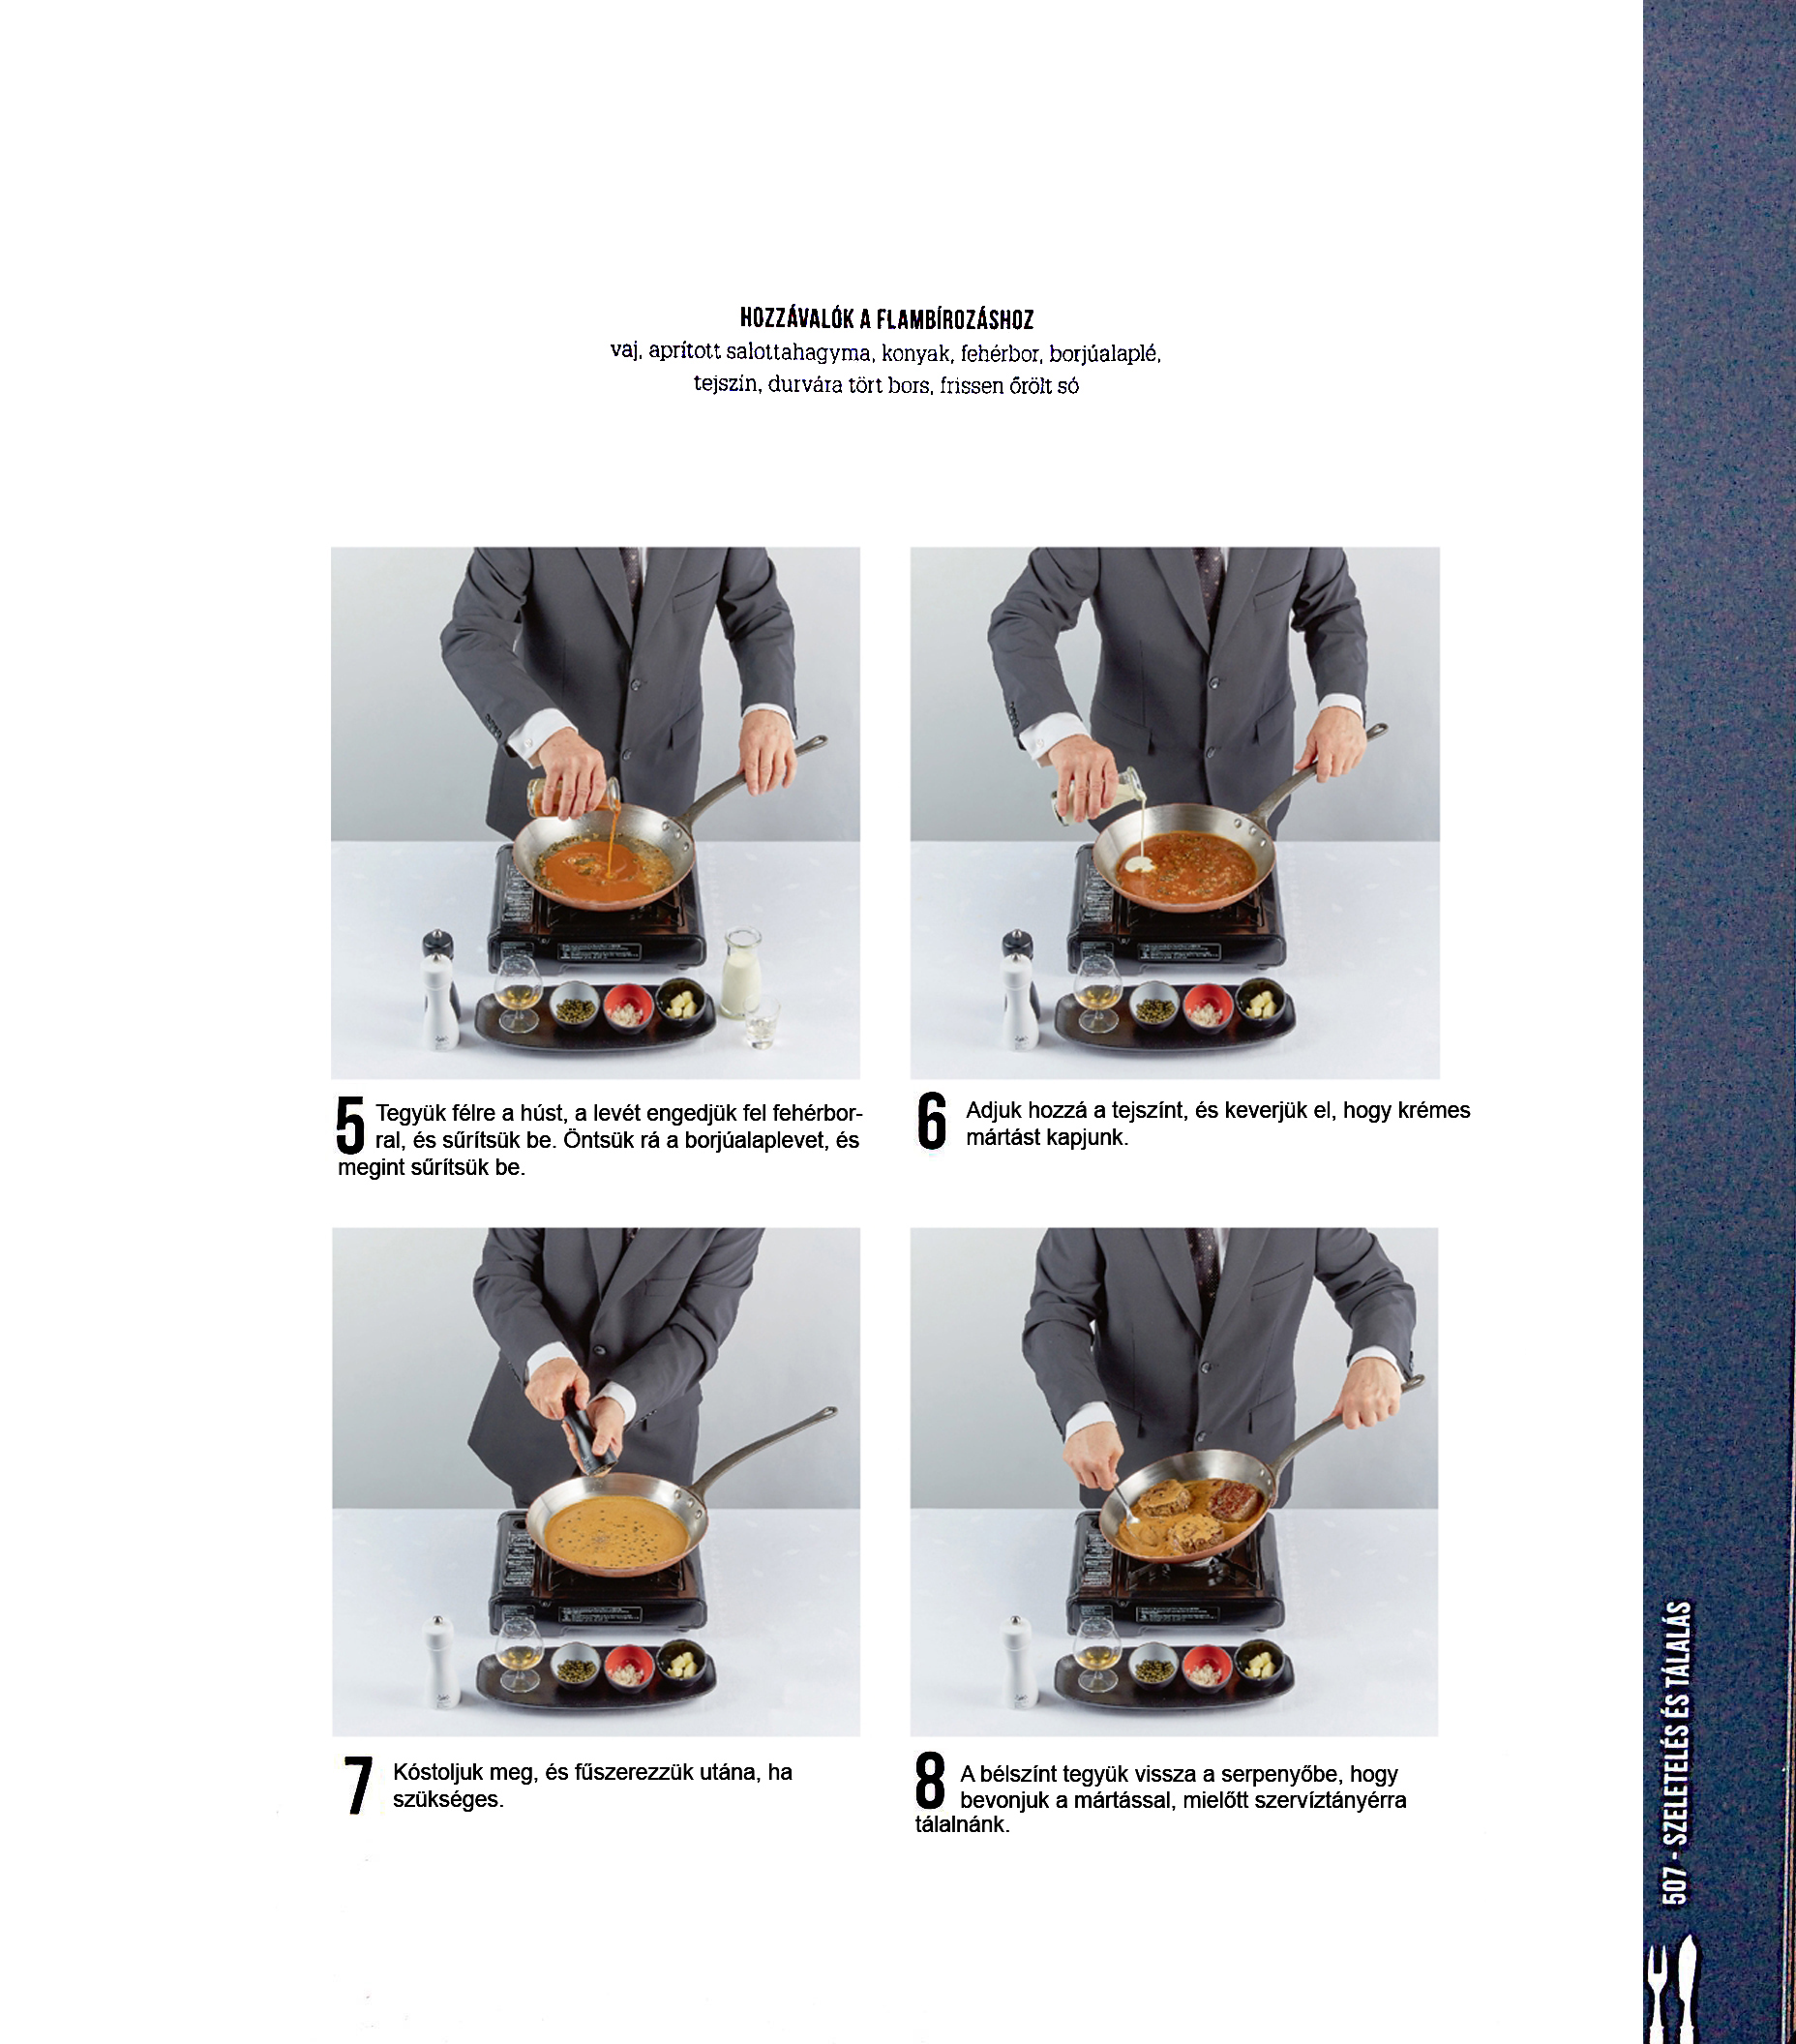 HOZZÁVALÓK A FLAMBÍROZÁSHOZ
vaj, aprított salottahagyma, konyak, fehérbor, borjúalaplé,
tejszín, durvára tört bors, frissen őrölt só
5 Tegyük félre a húst, a levét engedjük fel fehérbor-
ral, és sűrítsük be. Öntsük rá a borjúalaplevet, és
megint sűrítsük be.
6 Adjuk hozzá a tejszínt, és keverjük el, hogy krémes
mártást kapjunk.
7 Kóstoljuk meg, és fűszerezzük utána, ha
szükséges.
8 A bélszínt tegyük vissza a serpenyőbe, hogy
bevonjuk a mártással, mielőtt szervíztányérra
tálalnánk.
507 - SZELETELÉS ÉS TÁLALÁS